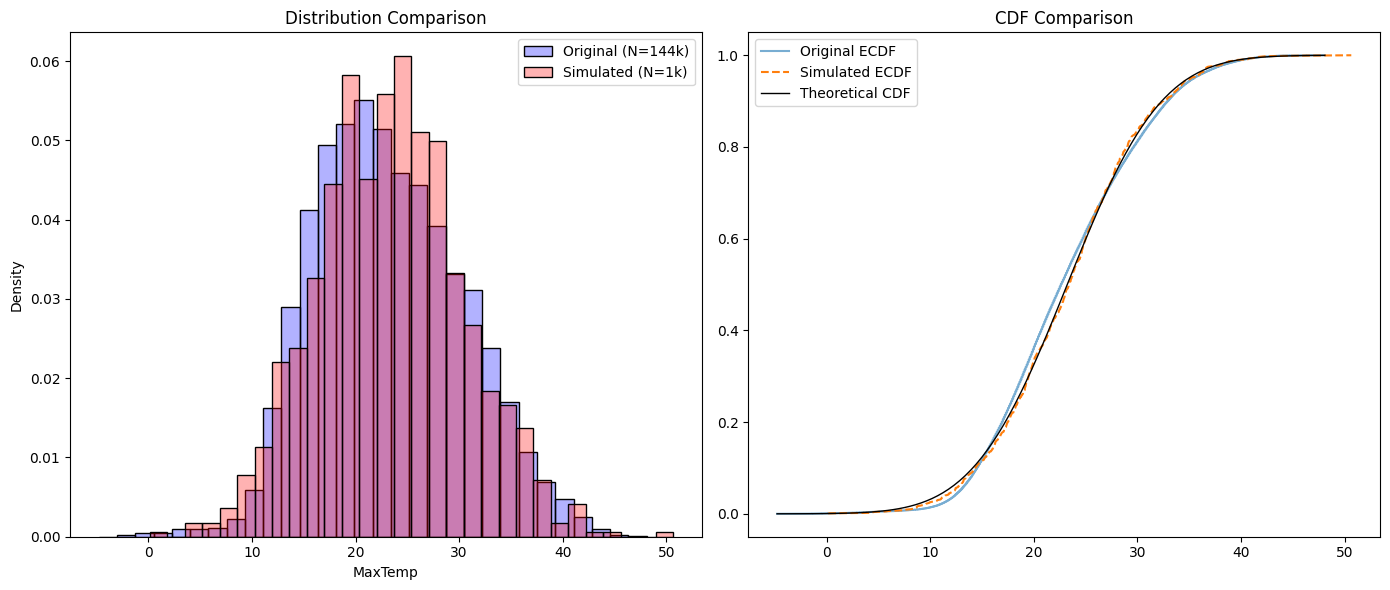 Distribution Comparison
Original (N=144k)
Simulated (N=1k)
Density
0.06
0.05
0.04
0.03
0.02
0.01
0.00
0 10 20 30 40 50
MaxTemp
CDF Comparison
Original ECDF
Simulated ECDF
Theoretical CDF
1.0
0.8
0.6
0.4
0.2
0.0
0 10 20 30 40 50